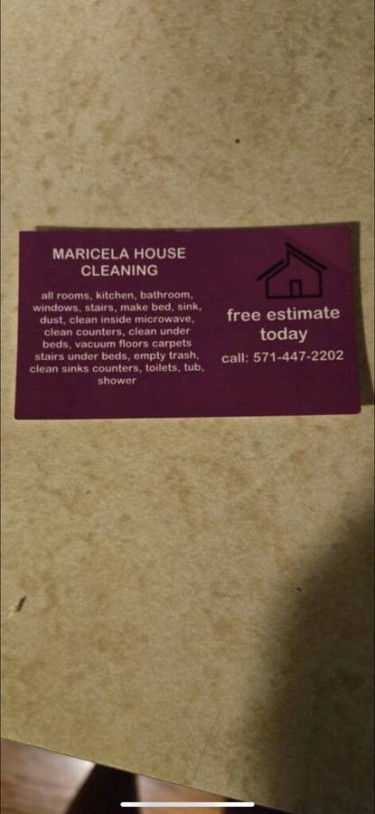 MARICELA HOUSE
CLEANING
all rooms, kitchen, bathroom,
windows, stairs, make bed, sink,
dust, clean inside microwave,
clean counters, clean under
beds, vacuum floors carpets
stairs under beds, empty trash,
clean sinks counters, toilets, tub,
shower
free estimate
today
call: 571-447-2202